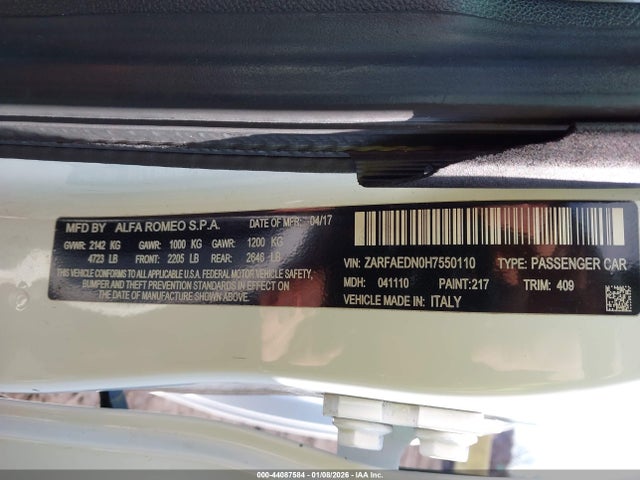 MFD BY ALFA ROMEO S.P.A. DATE OF MFR: 04/17
GVWR: 2142 KG GAWR: 1000 KG GAWR: 1200 KG
4723 LB FRONT: 2205 LB REAR: 2646 LB
THIS VEHICLE CONFORMS TO ALL APPLICABLE U.S.A. FEDERAL MOTOR VEHICLE SAFETY,
BUMPER AND THEFT PREVENTION STANDARDS IN EFFECT ON THE
DATE OF MANUFACTURE SHOWN ABOVE.
VIN: ZARFAEDN0H7550110 TYPE: PASSENGER CAR
MDH: 041110 PAINT:217 TRIM: 409
VEHICLE MADE IN: ITALY
000-44087584 | 01/08/2026 - IAA Inc.